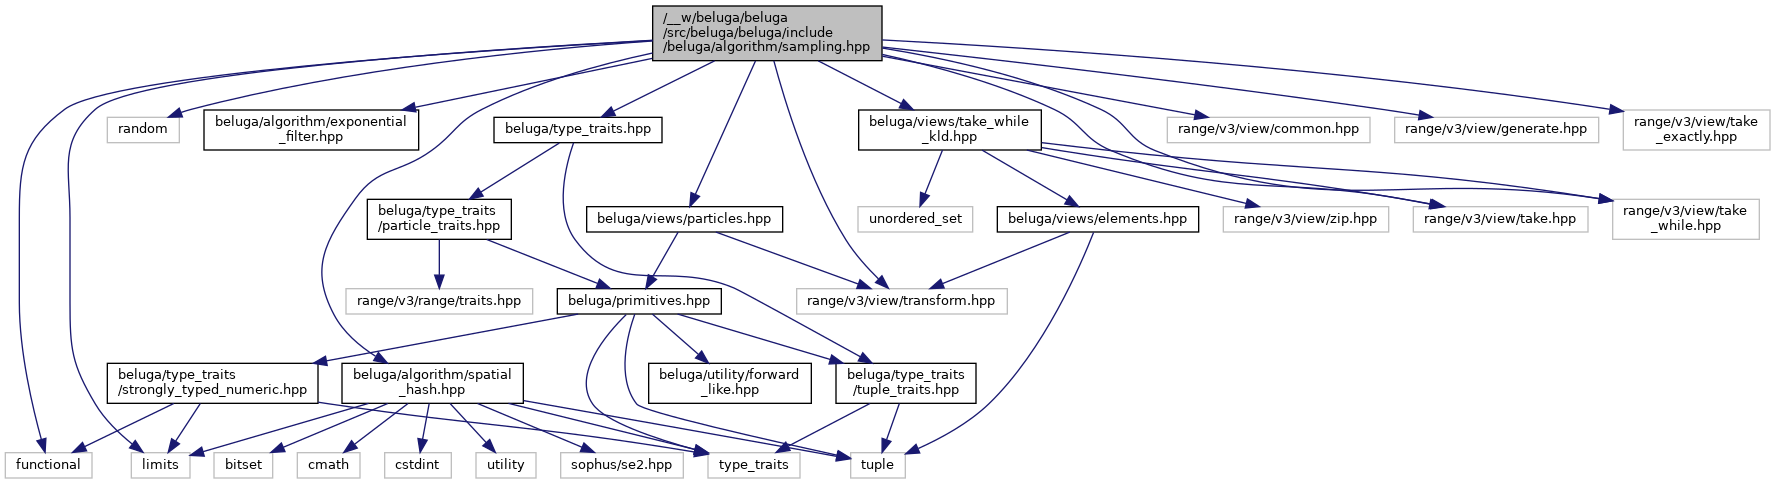 /__w/beluga/beluga
/src/beluga/beluga/include
/beluga/algorithm/sampling.hpp
random
beluga/algorithm/exponential
_filter.hpp
beluga/type_traits.hpp
beluga/views/take_while
_kld.hpp
range/v3/view/common.hpp
range/v3/view/generate.hpp
range/v3/view/take
_exactly.hpp
beluga/type_traits
/particle_traits.hpp
beluga/views/particles.hpp
unordered_set
beluga/views/elements.hpp
range/v3/view/zip.hpp
range/v3/view/take.hpp
range/v3/view/take
_while.hpp
range/v3/range/traits.hpp
beluga/primitives.hpp
range/v3/view/transform.hpp
beluga/type_traits
/strongly_typed_numeric.hpp
beluga/algorithm/spatial
_hash.hpp
beluga/utility/forward
_like.hpp
beluga/type_traits
/tuple_traits.hpp
functional
limits
bitset
cmath
cstdint
utility
sophus/se2.hpp
type_traits
tuple